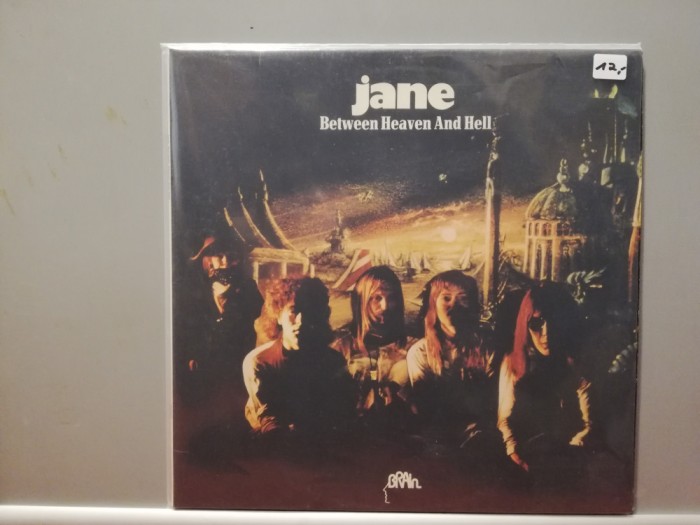 12,-
jane
Between Heaven And Hell
BRAIN